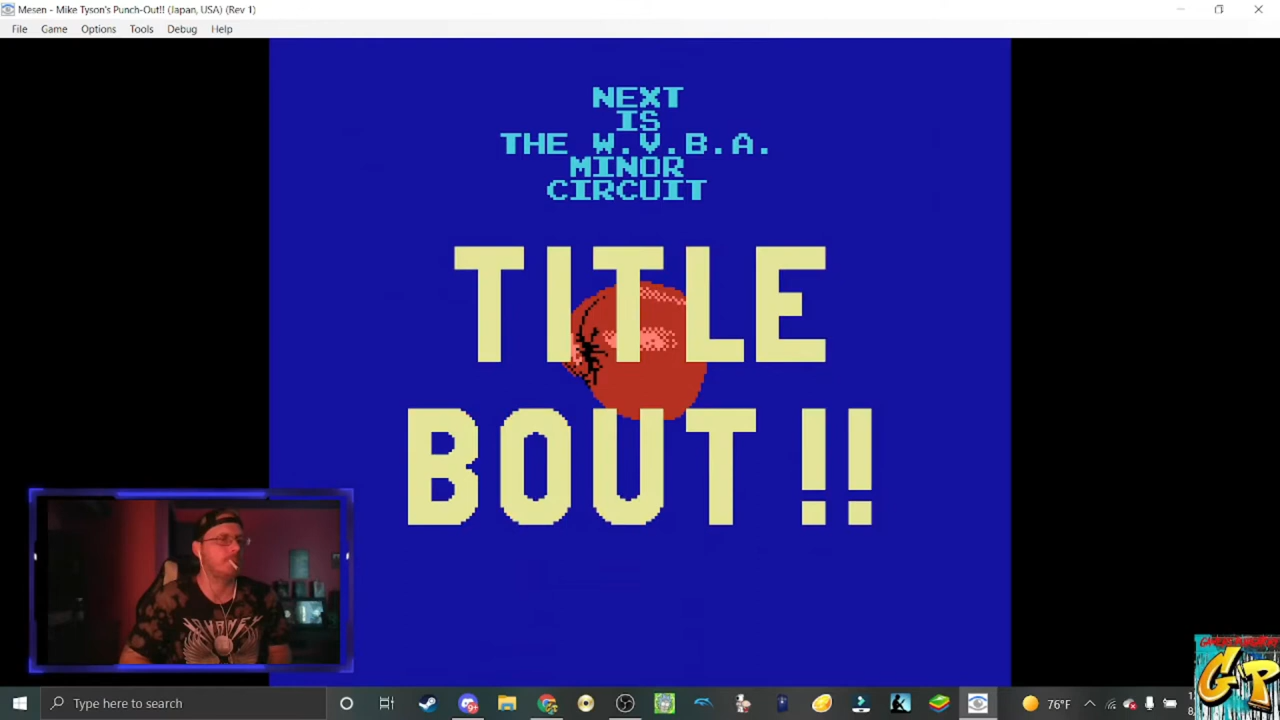 Mesen - Mike Tyson's Punch-Out!! (Japan, USA) (Rev 1)
File Game Options Tools Debug Help
NEXT
IS
THE W.V.B.A.
MINOR
CIRCUIT
TITLE
BOUT!!
GP
Type here to search
76°F